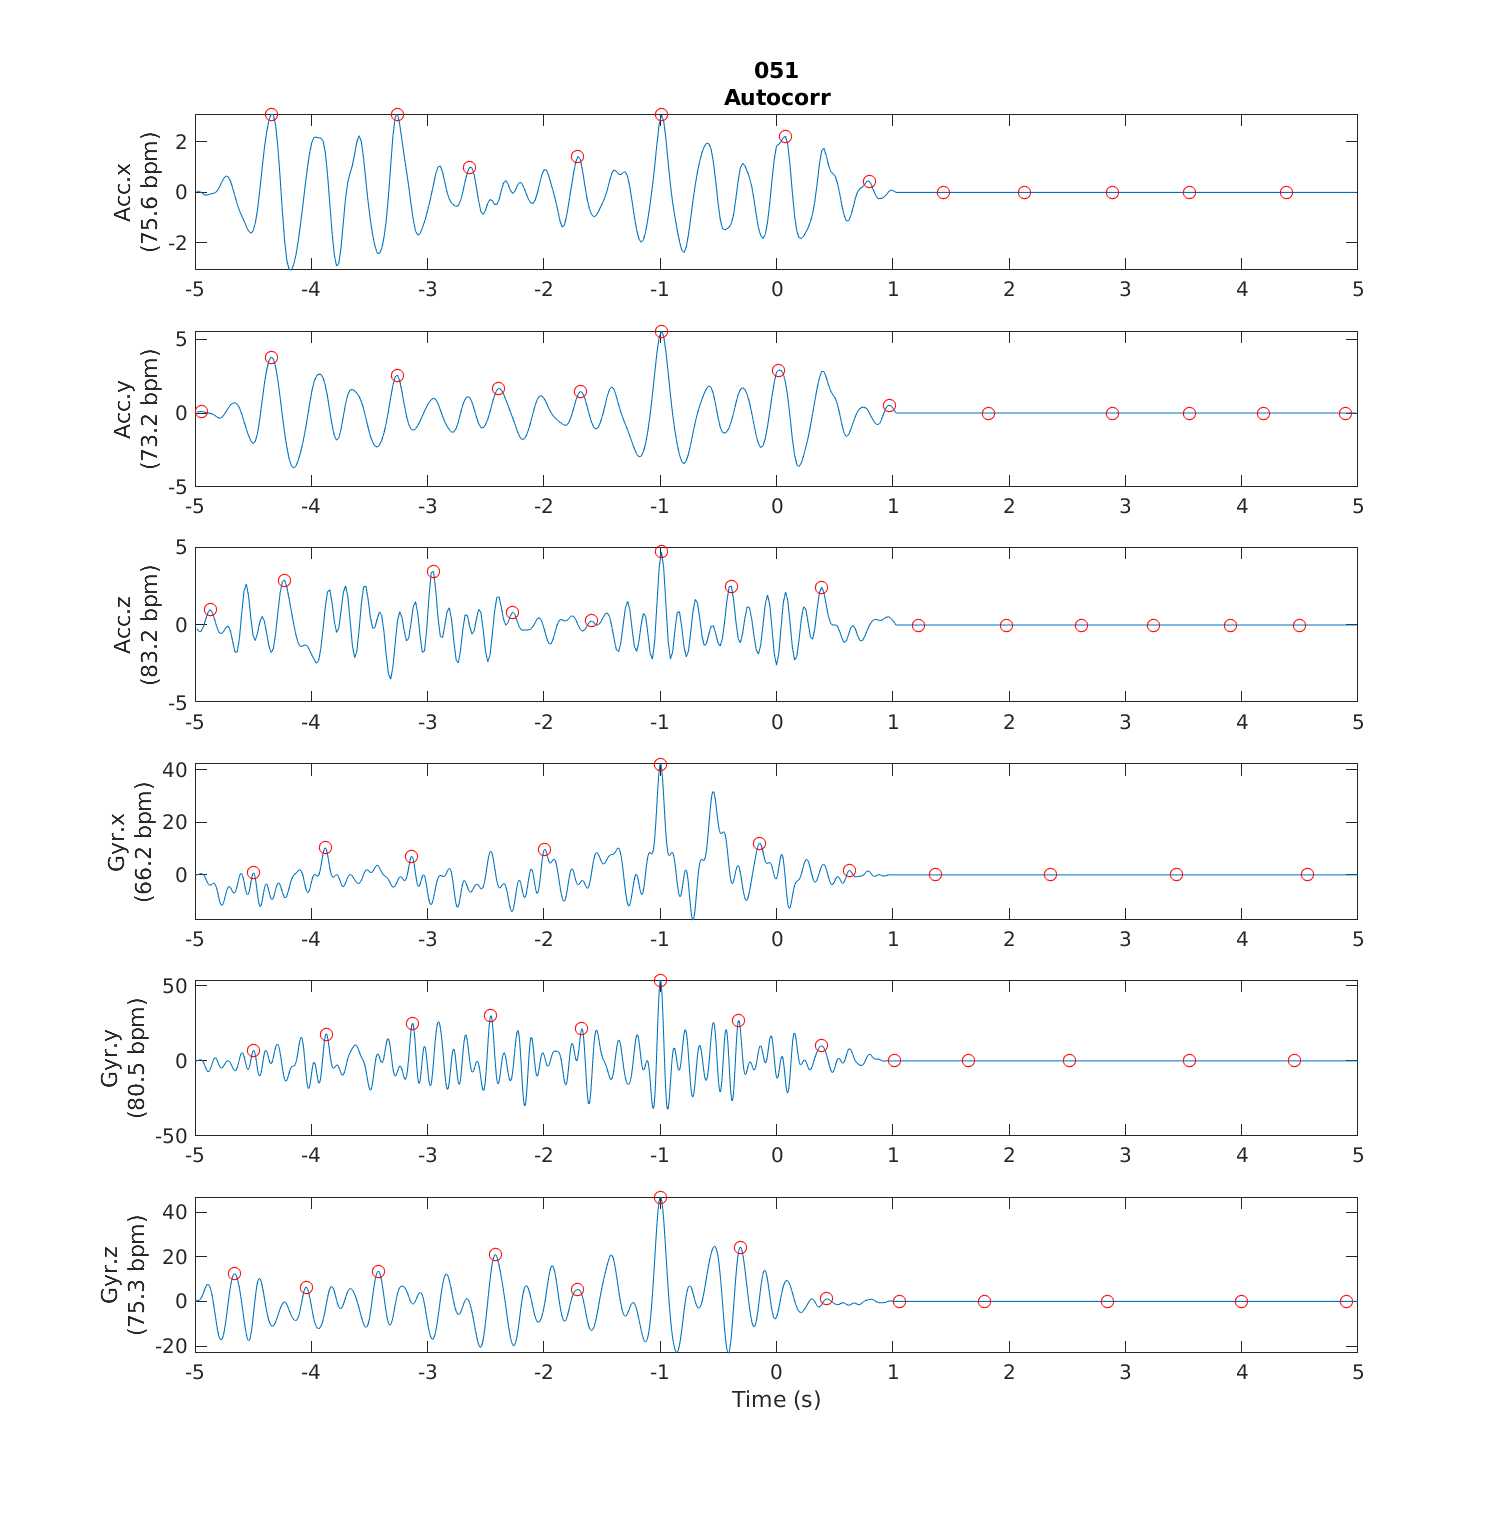 051
Autocorr
Acc.x
(75.6 bpm)
2
0
-2
-5 -4 -3 -2 -1 0 1 2 3 4 5
Acc.y
(73.2 bpm)
5
0
-5
-5 -4 -3 -2 -1 0 1 2 3 4 5
Acc.z
(83.2 bpm)
5
0
-5
-5 -4 -3 -2 -1 0 1 2 3 4 5
Gyr.x
(66.2 bpm)
40
20
0
-5 -4 -3 -2 -1 0 1 2 3 4 5
Gyr.y
(80.5 bpm)
50
0
-50
-5 -4 -3 -2 -1 0 1 2 3 4 5
Gyr.z
(75.3 bpm)
40
20
0
-20
-5 -4 -3 -2 -1 0 1 2 3 4 5
Time (s)